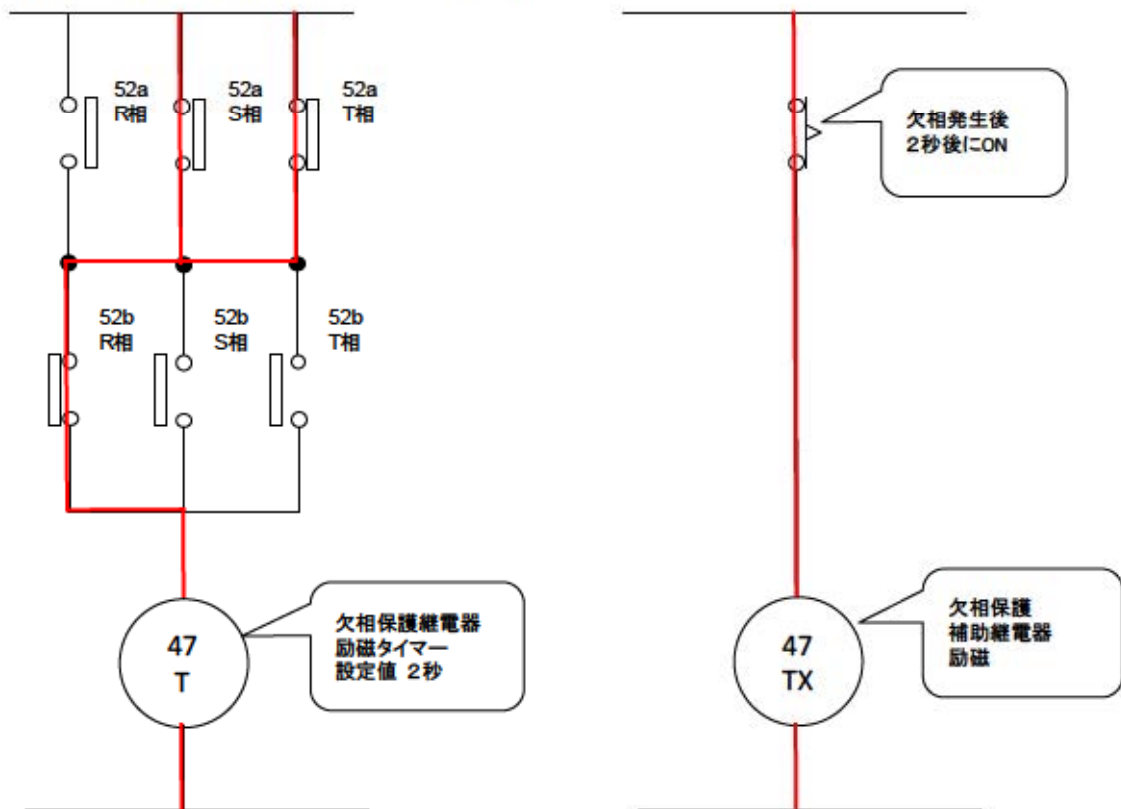 52a
R相
52a
S相
52a
T相
52b
R相
52b
S相
52b
T相
47
T
欠相保護継電器
励磁タイマー
設定値 2秒
欠相発生後
2秒後にON
47
TX
欠相保護
補助継電器
励磁